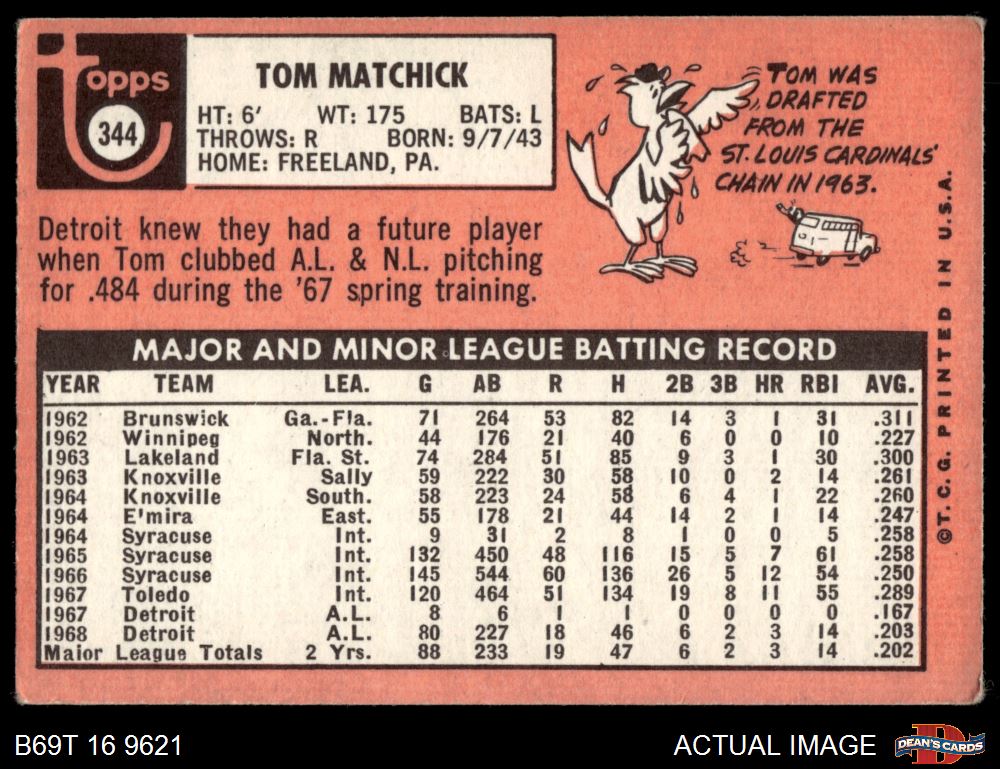 topps
344
TOM MATCHICK
HT: 6' WT: 175 BATS: L
THROWS: R BORN: 9/7/43
HOME: FREELAND, PA.
TOM WAS
DRAFTED
FROM THE
ST. LOUIS CARDINALS'
CHAIN IN 1963.
Detroit knew they had a future player
when Tom clubbed A.L. & N.L. pitching
for .484 during the '67 spring training.
MAJOR AND MINOR LEAGUE BATTING RECORD
YEAR TEAM LEA. G AB R H 2B 3B HR RBI AVG.
1962 Brunswick Ga.-Fla. 71 264 53 82 14 3 1 31 .311
1962 Winnipeg North. 44 176 21 40 6 0 0 10 .227
1963 Lakeland Fla. St. 74 284 51 85 9 3 1 30 .300
1963 Knoxville Sally 59 222 30 58 10 0 2 14 .261
1964 Knoxville South. 58 223 24 58 6 4 1 22 .260
1964 E'mira East. 55 178 21 44 14 2 1 14 .247
1964 Syracuse Int. 9 31 2 8 1 0 0 5 .258
1965 Syracuse Int. 132 450 48 116 15 5 7 61 .258
1966 Syracuse Int. 145 544 60 136 26 5 12 54 .250
1967 Toledo Int. 120 464 51 134 19 8 11 55 .289
1967 Detroit A.L. 8 6 1 1 0 0 0 0 .167
1968 Detroit A.L. 80 227 18 46 6 2 3 14 .203
Major League Totals 2 Yrs. 88 233 19 47 6 2 3 14 .202
©T.C.G. PRINTED IN U.S.A.
B69T 16 9621
ACTUAL IMAGE
D
DEAN'S CARDS